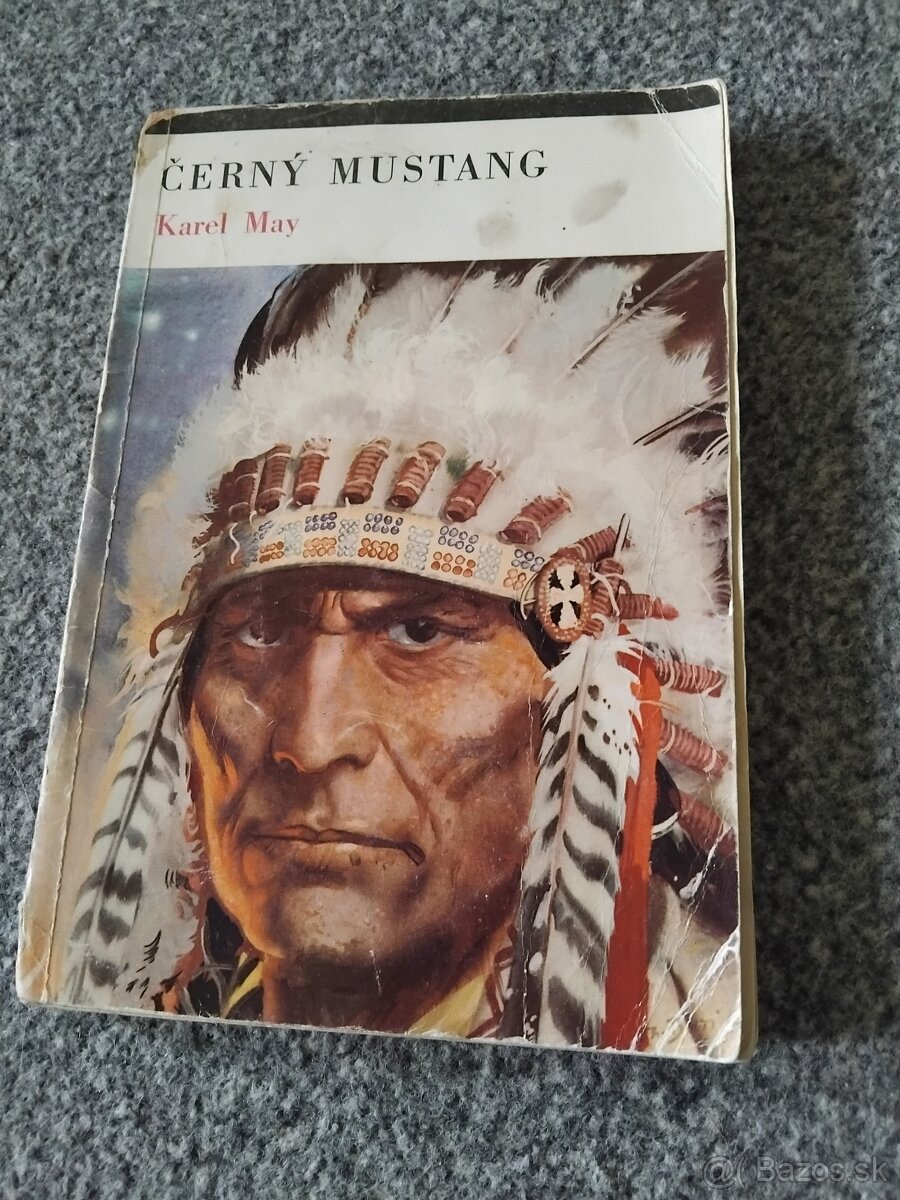 ČERNÝ MUSTANG
Karel May
@( Bazos.sk